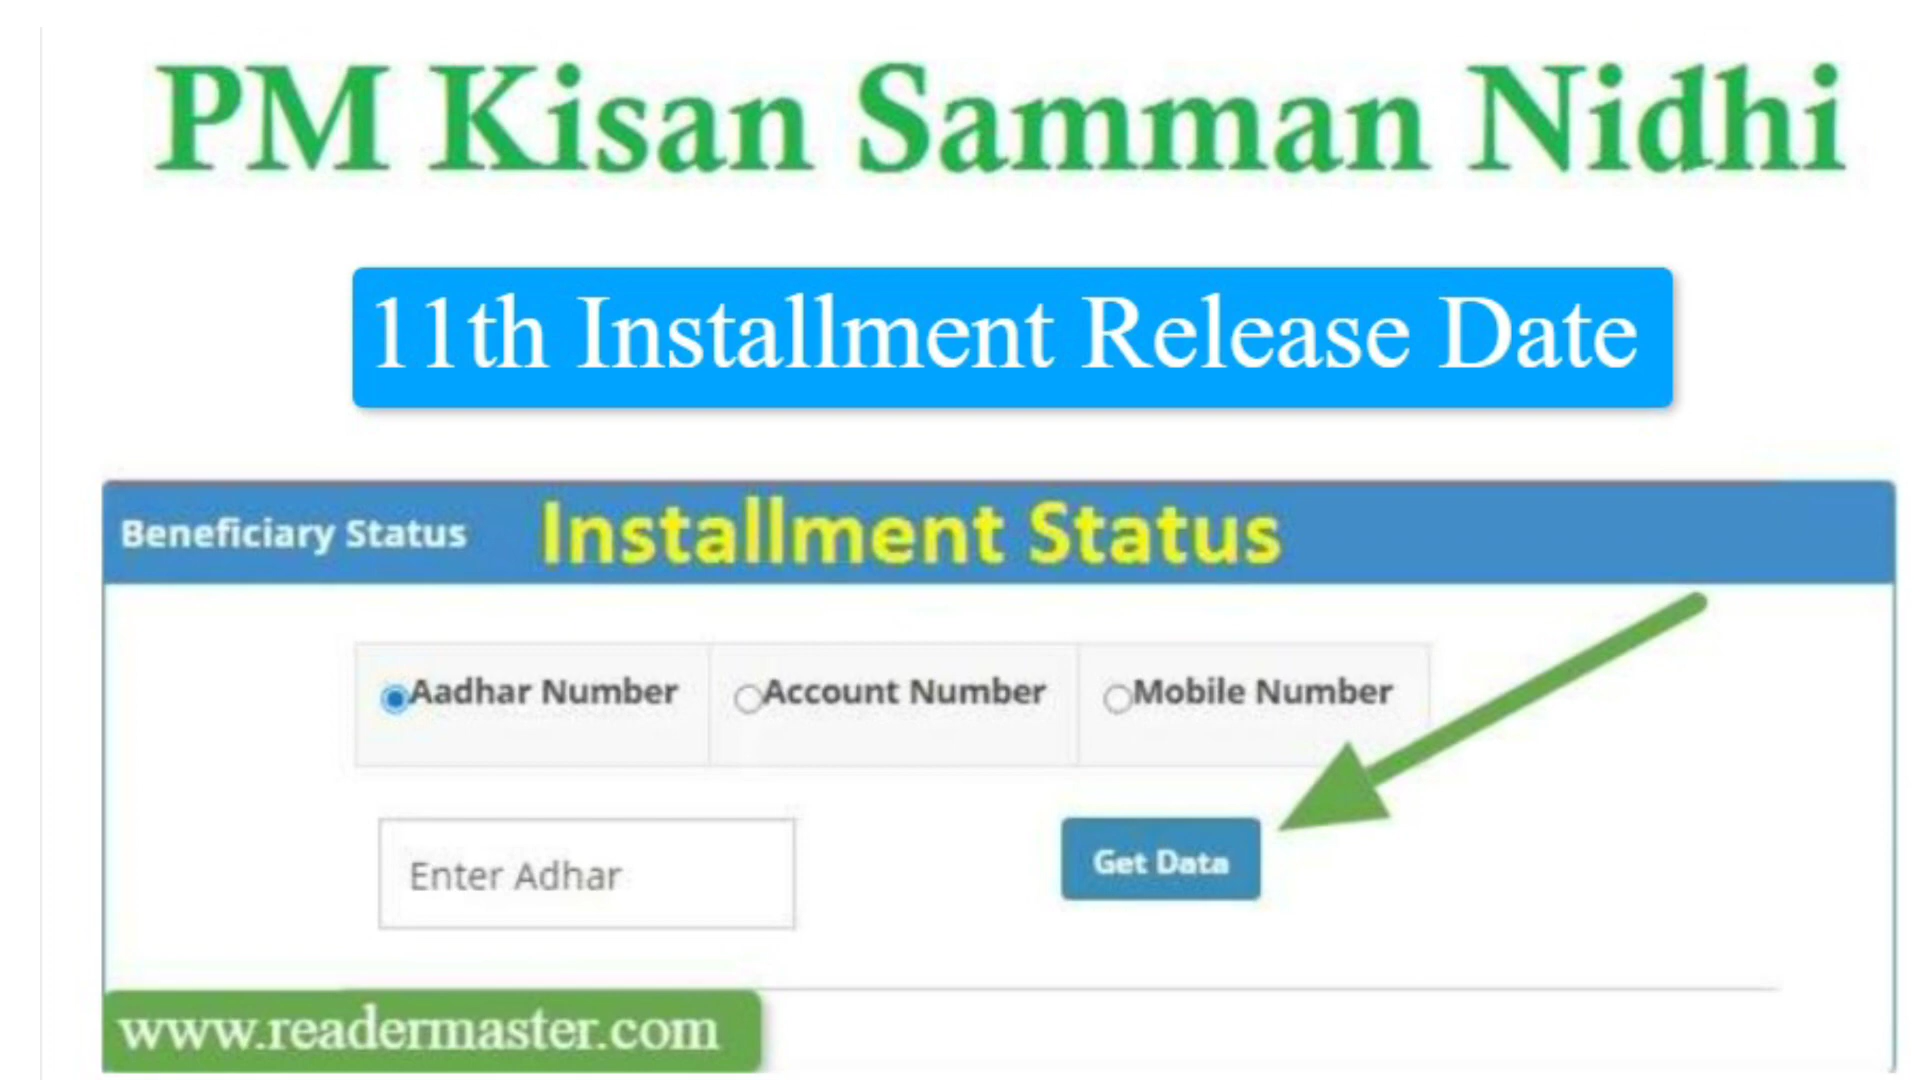 PM Kisan Samman Nidhi
11th Installment Release Date
Beneficiary Status Installment Status
Aadhar Number Account Number Mobile Number
Enter Adhar Get Data
www.readermaster.com